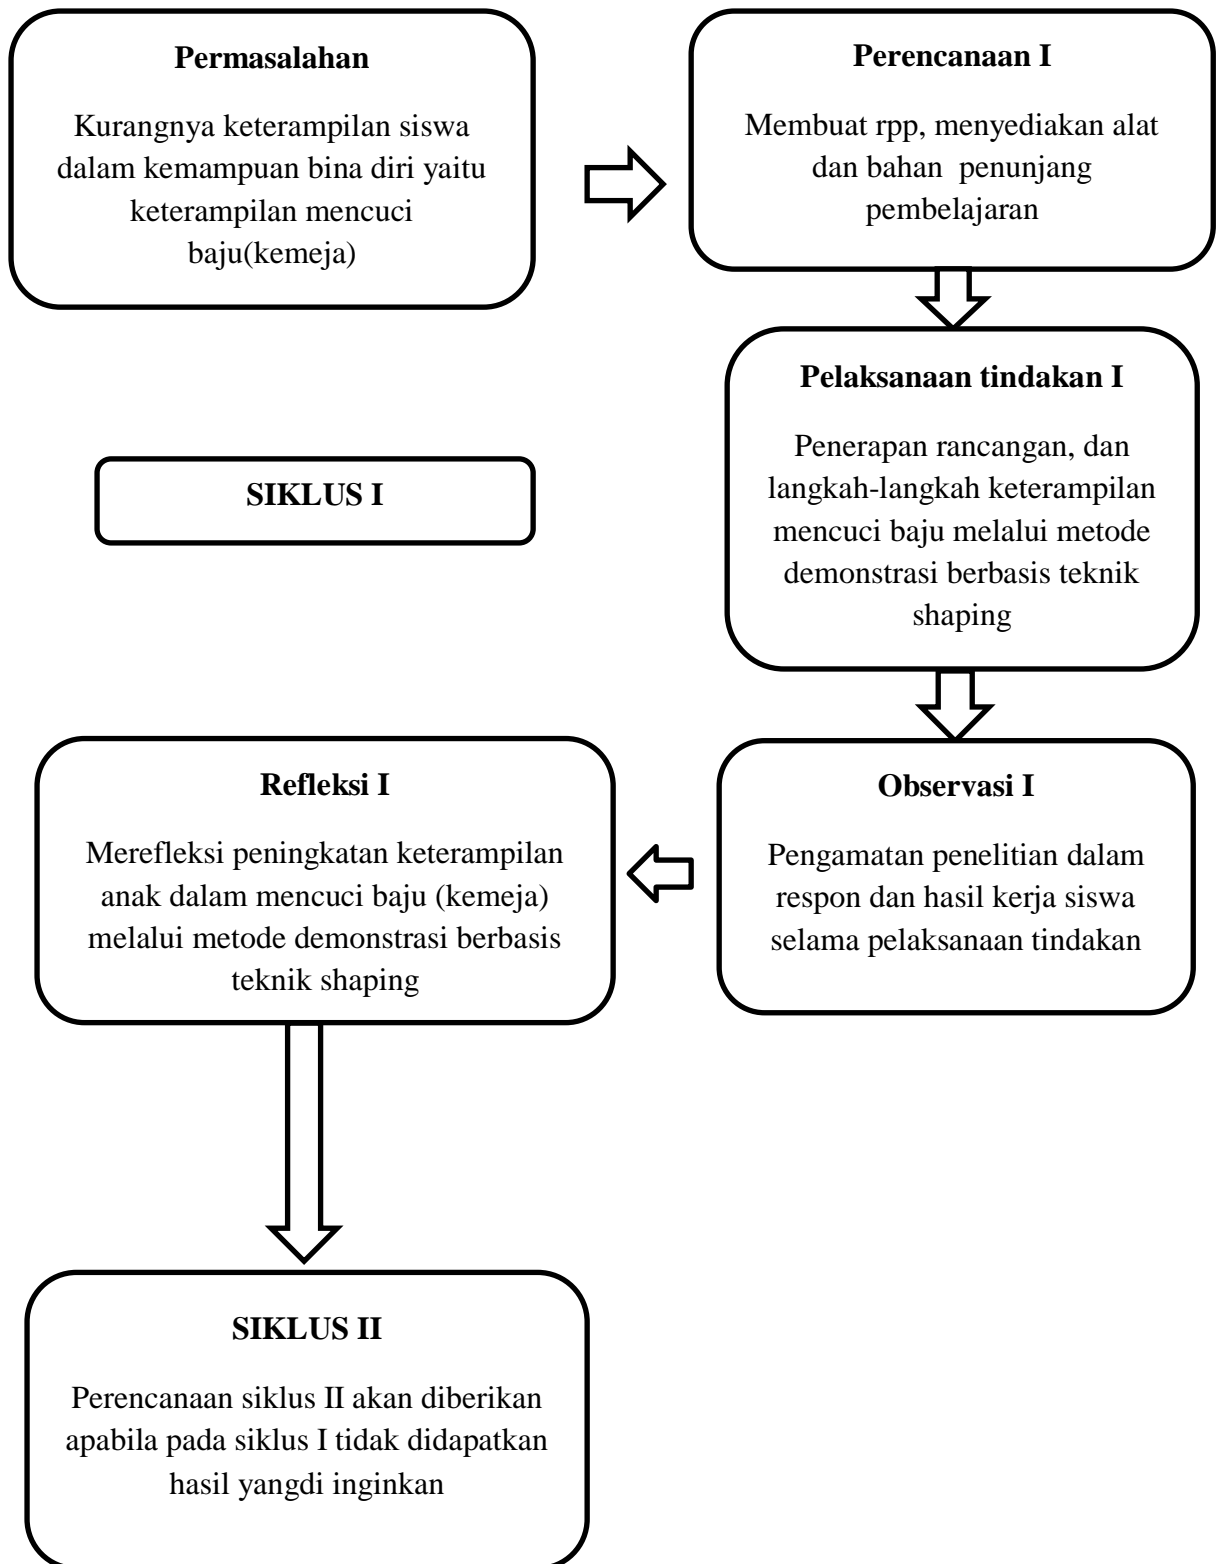 Permasalahan
Kurangnya keterampilan siswa
dalam kemampuan bina diri yaitu
keterampilan mencuci
baju(kemeja)
Perencanaan I
Membuat rpp, menyediakan alat
dan bahan penunjang
pembelajaran
Pelaksanaan tindakan I
Penerapan rancangan, dan
langkah-langkah keterampilan
mencuci baju melalui metode
demonstrasi berbasis teknik
shaping
SIKLUS I
Observasi I
Pengamatan penelitian dalam
respon dan hasil kerja siswa
selama pelaksanaan tindakan
Refleksi I
Merefleksi peningkatan keterampilan
anak dalam mencuci baju (kemeja)
melalui metode demonstrasi berbasis
teknik shaping
SIKLUS II
Perencanaan siklus II akan diberikan
apabila pada siklus I tidak didapatkan
hasil yangdi inginkan